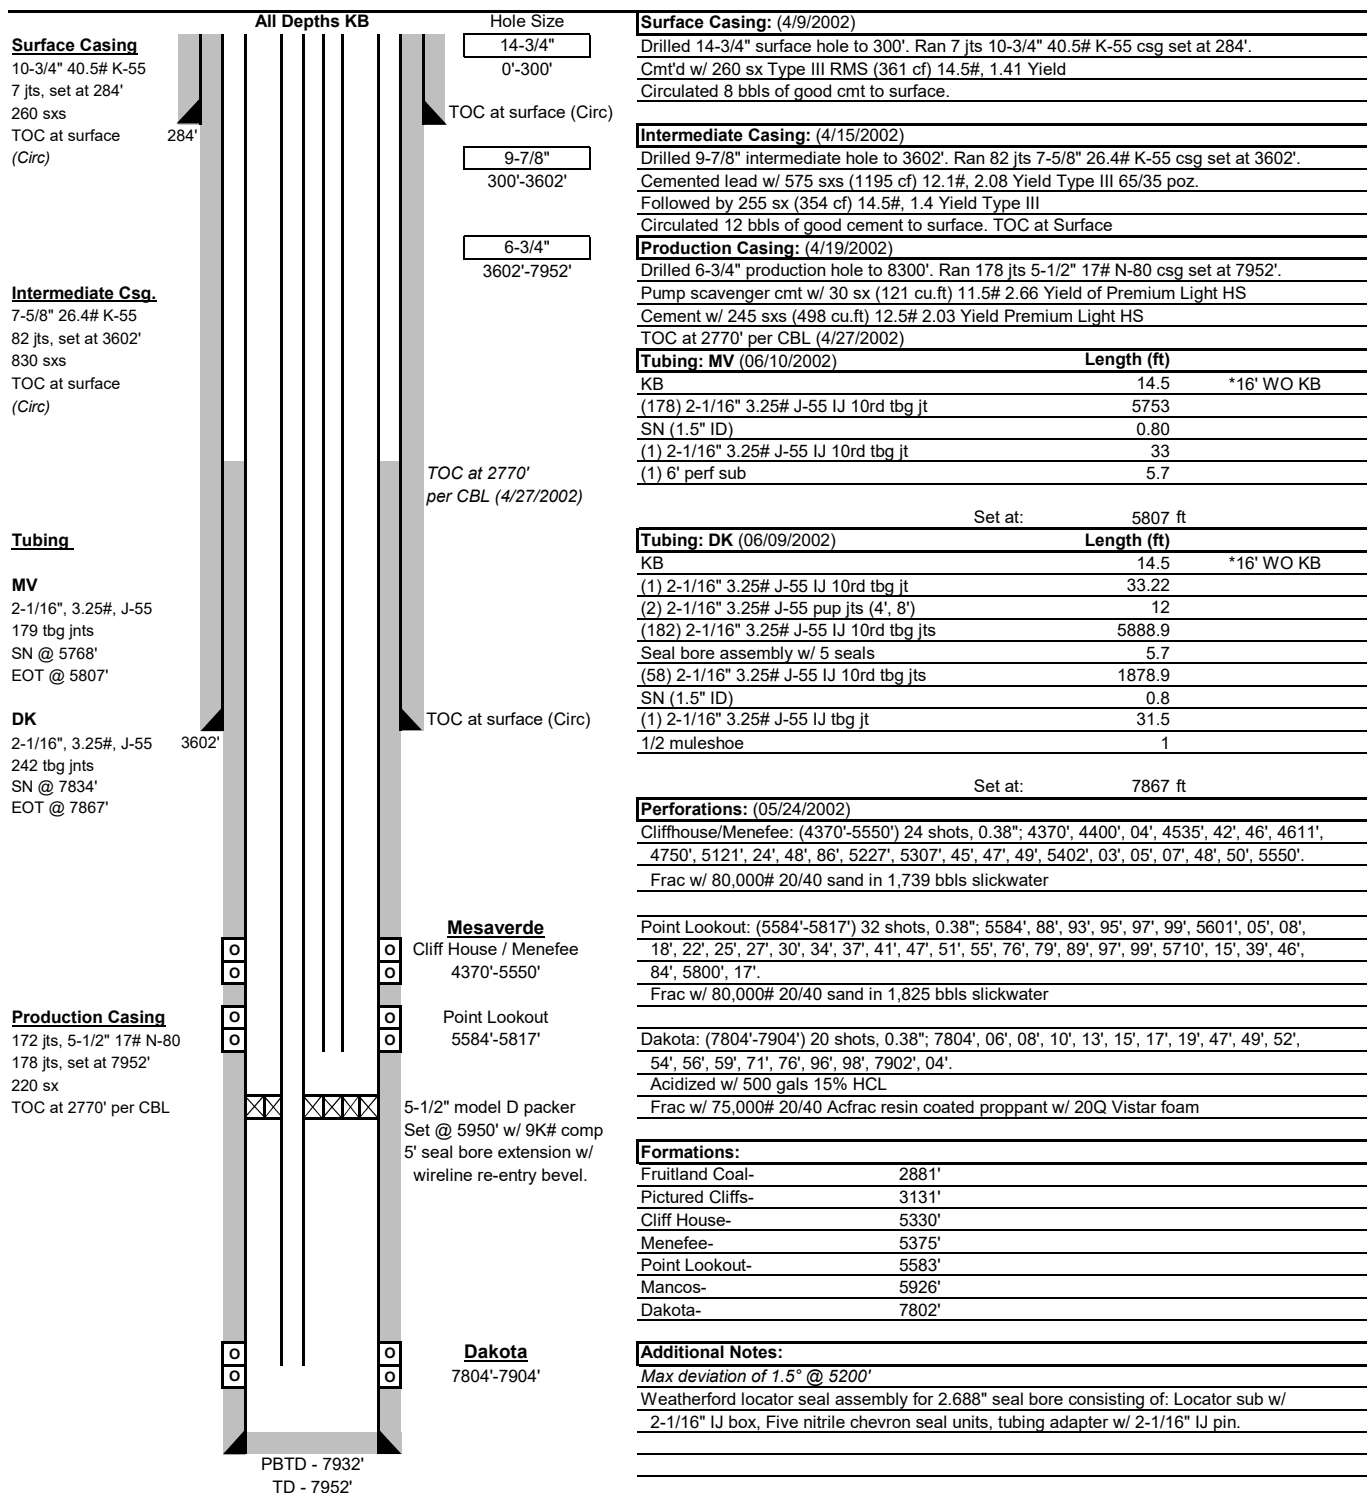 All Depths KB
Hole Size
Surface Casing
10-3/4" 40.5# K-55
7 jts, set at 284'
260 sxs
TOC at surface
(Circ)
284'
14-3/4"
0'-300'
TOC at surface (Circ)
9-7/8"
300'-3602'
6-3/4"
3602'-7952'
Intermediate Csg.
7-5/8" 26.4# K-55
82 jts, set at 3602'
830 sxs
TOC at surface
(Circ)
TOC at 2770'
per CBL (4/27/2002)
Tubing
MV
2-1/16", 3.25#, J-55
179 tbg jnts
SN @ 5768'
EOT @ 5807'
DK
2-1/16", 3.25#, J-55
242 tbg jnts
SN @ 7834'
EOT @ 7867'
3602'
TOC at surface (Circ)
Mesaverde
O O Cliff House / Menefee
O O 4370'-5550'
Production Casing
172 jts, 5-1/2" 17# N-80
178 jts, set at 7952'
220 sx
TOC at 2770' per CBL
O O Point Lookout
O O 5584'-5817'
5-1/2" model D packer
Set @ 5950' w/ 9K# comp
5' seal bore extension w/
wireline re-entry bevel.
O O Dakota
O O 7804'-7904'
PBTD - 7932'
TD - 7952'
Surface Casing: (4/9/2002)
Drilled 14-3/4" surface hole to 300'. Ran 7 jts 10-3/4" 40.5# K-55 csg set at 284'.
Cmt'd w/ 260 sx Type III RMS (361 cf) 14.5#, 1.41 Yield
Circulated 8 bbls of good cmt to surface.
Intermediate Casing: (4/15/2002)
Drilled 9-7/8" intermediate hole to 3602'. Ran 82 jts 7-5/8" 26.4# K-55 csg set at 3602'.
Cemented lead w/ 575 sxs (1195 cf) 12.1#, 2.08 Yield Type III 65/35 poz.
Followed by 255 sx (354 cf) 14.5#, 1.4 Yield Type III
Circulated 12 bbls of good cement to surface. TOC at Surface
Production Casing: (4/19/2002)
Drilled 6-3/4" production hole to 8300'. Ran 178 jts 5-1/2" 17# N-80 csg set at 7952'.
Pump scavenger cmt w/ 30 sx (121 cu.ft) 11.5# 2.66 Yield of Premium Light HS
Cement w/ 245 sxs (498 cu.ft) 12.5# 2.03 Yield Premium Light HS
TOC at 2770' per CBL (4/27/2002)
Tubing: MV (06/10/2002) Length (ft)
KB 14.5 *16' WO KB
(178) 2-1/16" 3.25# J-55 IJ 10rd tbg jt 5753
SN (1.5" ID) 0.80
(1) 2-1/16" 3.25# J-55 IJ 10rd tbg jt 33
(1) 6' perf sub 5.7
Set at: 5807 ft
Tubing: DK (06/09/2002) Length (ft)
KB 14.5 *16' WO KB
(1) 2-1/16" 3.25# J-55 IJ 10rd tbg jt 33.22
(2) 2-1/16" 3.25# J-55 pup jts (4', 8') 12
(182) 2-1/16" 3.25# J-55 IJ 10rd tbg jts 5888.9
Seal bore assembly w/ 5 seals 5.7
(58) 2-1/16" 3.25# J-55 IJ 10rd tbg jts 1878.9
SN (1.5" ID) 0.8
(1) 2-1/16" 3.25# J-55 IJ tbg jt 31.5
1/2 muleshoe 1
Set at: 7867 ft
Perforations: (05/24/2002)
Cliffhouse/Menefee: (4370'-5550') 24 shots, 0.38"; 4370', 4400', 04', 4535', 42', 46', 4611',
4750', 5121', 24', 48', 86', 5227', 5307', 45', 47', 49', 5402', 03', 05', 07', 48', 50', 5550'.
Frac w/ 80,000# 20/40 sand in 1,739 bbls slickwater
Point Lookout: (5584'-5817') 32 shots, 0.38"; 5584', 88', 93', 95', 97', 99', 5601', 05', 08',
18', 22', 25', 27', 30', 34', 37', 41', 47', 51', 55', 76', 79', 89', 97', 99', 5710', 15', 39', 46',
84', 5800', 17'.
Frac w/ 80,000# 20/40 sand in 1,825 bbls slickwater
Dakota: (7804'-7904') 20 shots, 0.38"; 7804', 06', 08', 10', 13', 15', 17', 19', 47', 49', 52',
54', 56', 59', 71', 76', 96', 98', 7902', 04'.
Acidized w/ 500 gals 15% HCL
Frac w/ 75,000# 20/40 Acfrac resin coated proppant w/ 20Q Vistar foam
Formations:
Fruitland Coal- 2881'
Pictured Cliffs- 3131'
Cliff House- 5330'
Menefee- 5375'
Point Lookout- 5583'
Mancos- 5926'
Dakota- 7802'
Additional Notes:
Max deviation of 1.5° @ 5200'
Weatherford locator seal assembly for 2.688" seal bore consisting of: Locator sub w/
2-1/16" IJ box, Five nitrile chevron seal units, tubing adapter w/ 2-1/16" IJ pin.